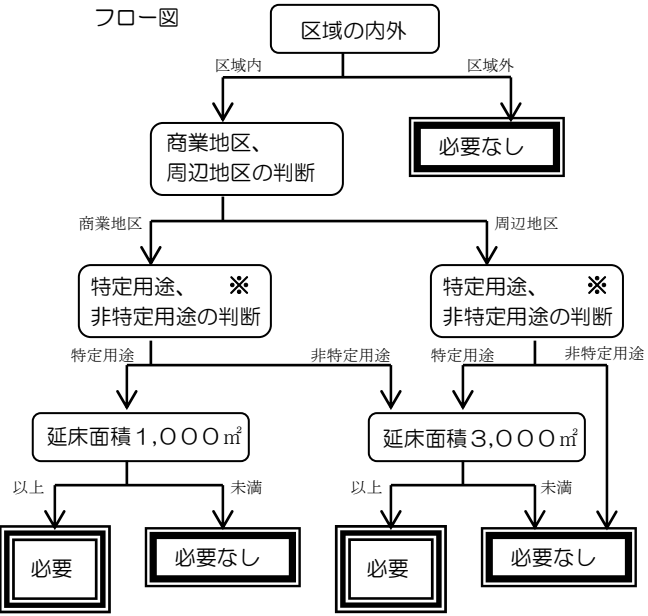 フロー図
区域の内外
区域内
区域外
商業地区、
周辺地区の判断
必要なし
商業地区
周辺地区
特定用途、 ※
非特定用途の判断
特定用途、 ※
非特定用途の判断
特定用途
非特定用途
特定用途
非特定用途
延床面積１,０００㎡
延床面積３,０００㎡
以上
未満
以上
未満
必要
必要なし
必要
必要なし